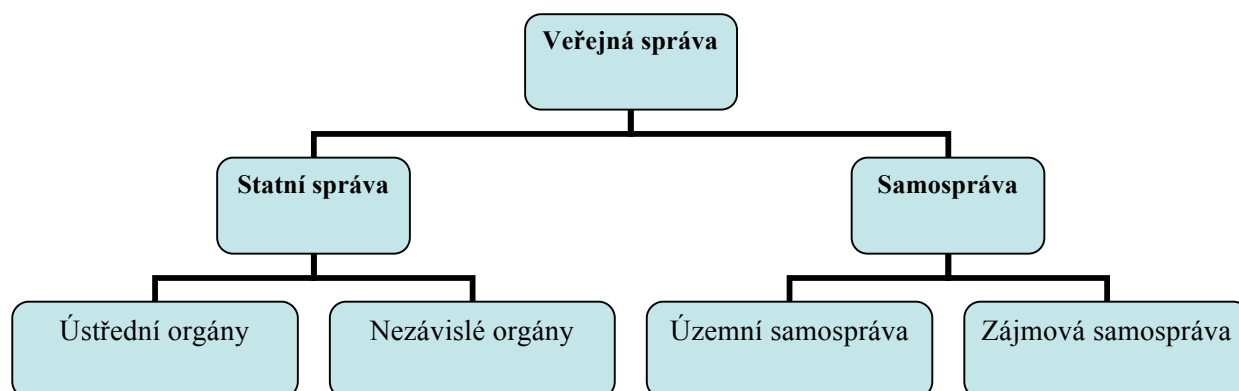 Veřejná správa
Statní správa
Samospráva
Ústřední orgány
Nezávislé orgány
Územní samospráva
Zájmová samospráva